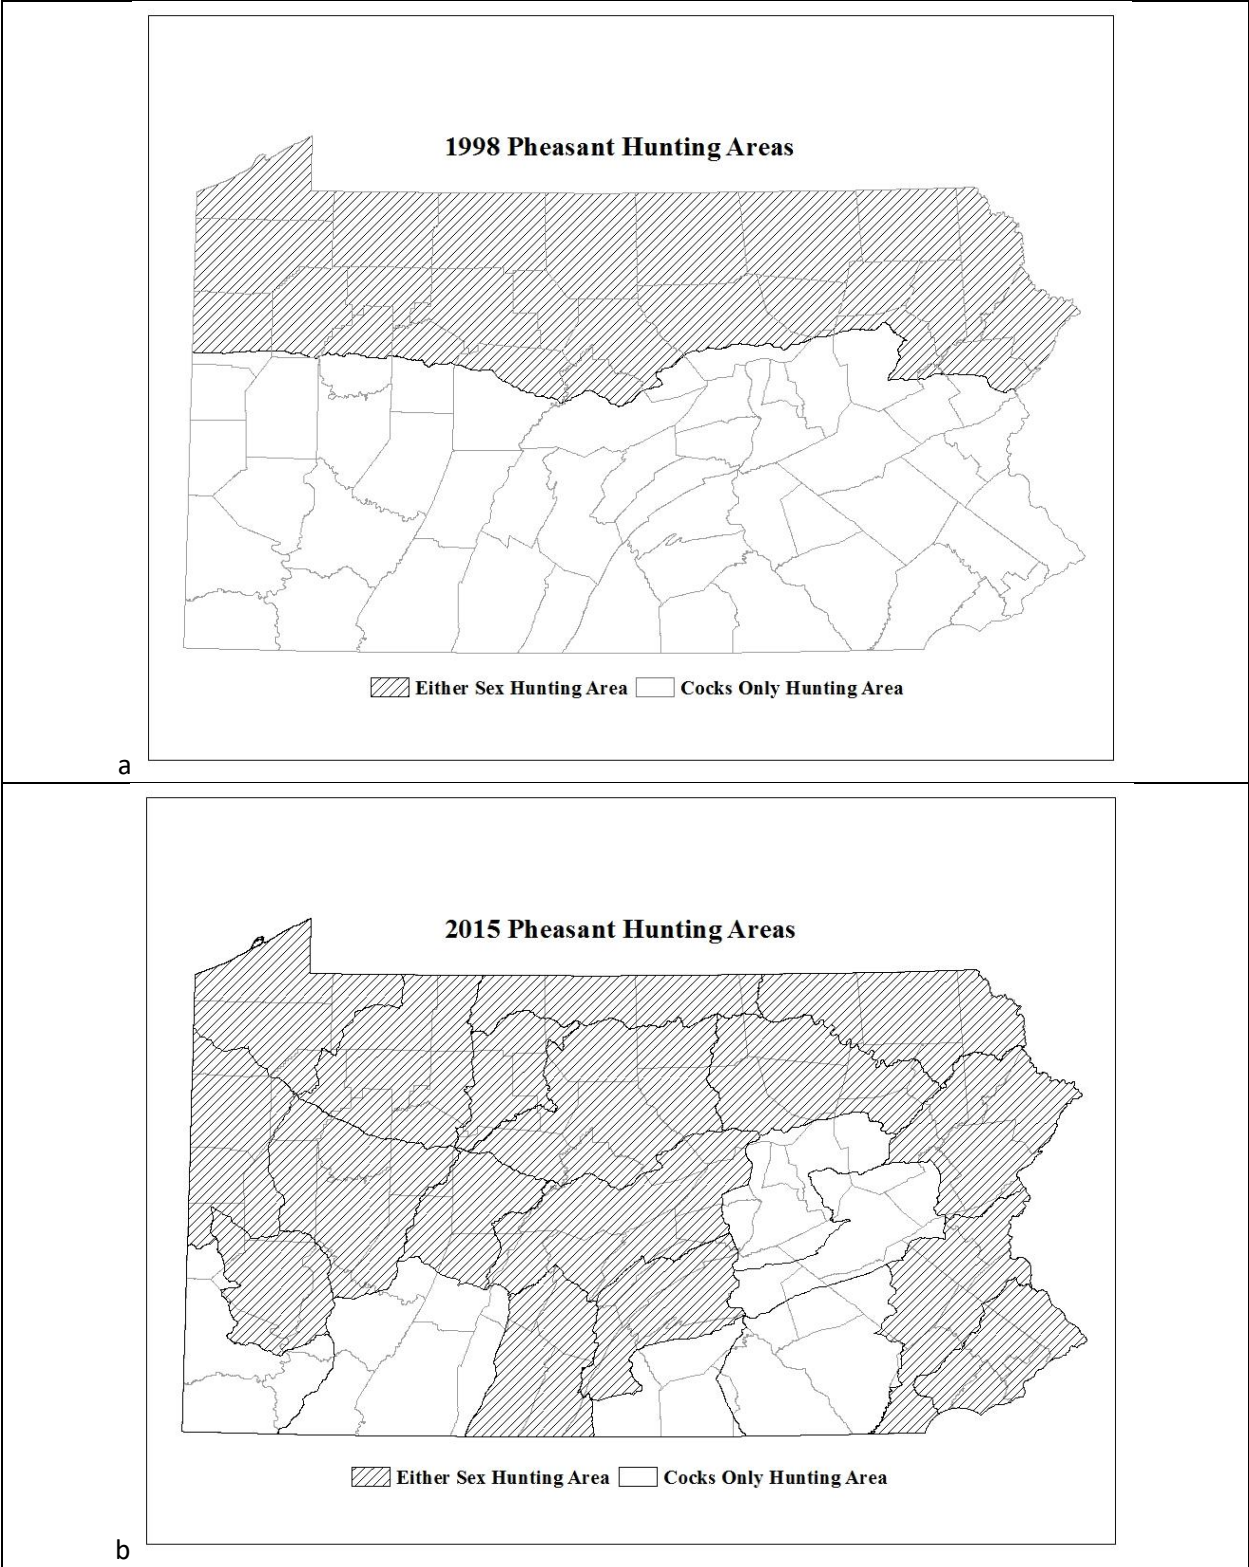 1998 Pheasant Hunting Areas
Either Sex Hunting Area Cocks Only Hunting Area
a
2015 Pheasant Hunting Areas
Either Sex Hunting Area Cocks Only Hunting Area
b